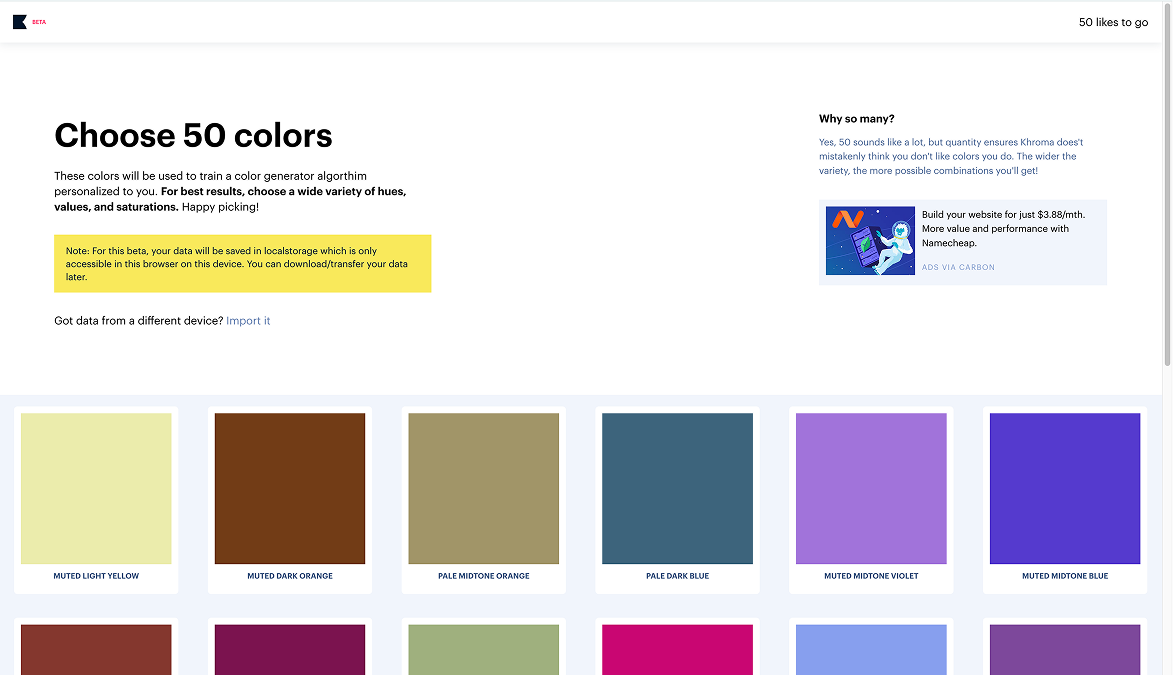 BETA
50 likes to go
Choose 50 colors
These colors will be used to train a color generator algorthim
personalized to you. For best results, choose a wide variety of hues,
values, and saturations. Happy picking!
Note: For this beta, your data will be saved in localstorage which is only
accessible in this browser on this device. You can download/transfer your data
later.
Got data from a different device? Import it
Why so many?
Yes, 50 sounds like a lot, but quantity ensures Khroma does't
mistakenly think you don't like colors you do. The wider the
variety, the more possible combinations you'll get!
Build your website for just $3.88/mth.
More value and performance with
Namecheap.
ADS VIA CARBON
MUTED LIGHT YELLOW
MUTED DARK ORANGE
PALE MIDTONE ORANGE
PALE DARK BLUE
MUTED MIDTONE VIOLET
MUTED MIDTONE BLUE